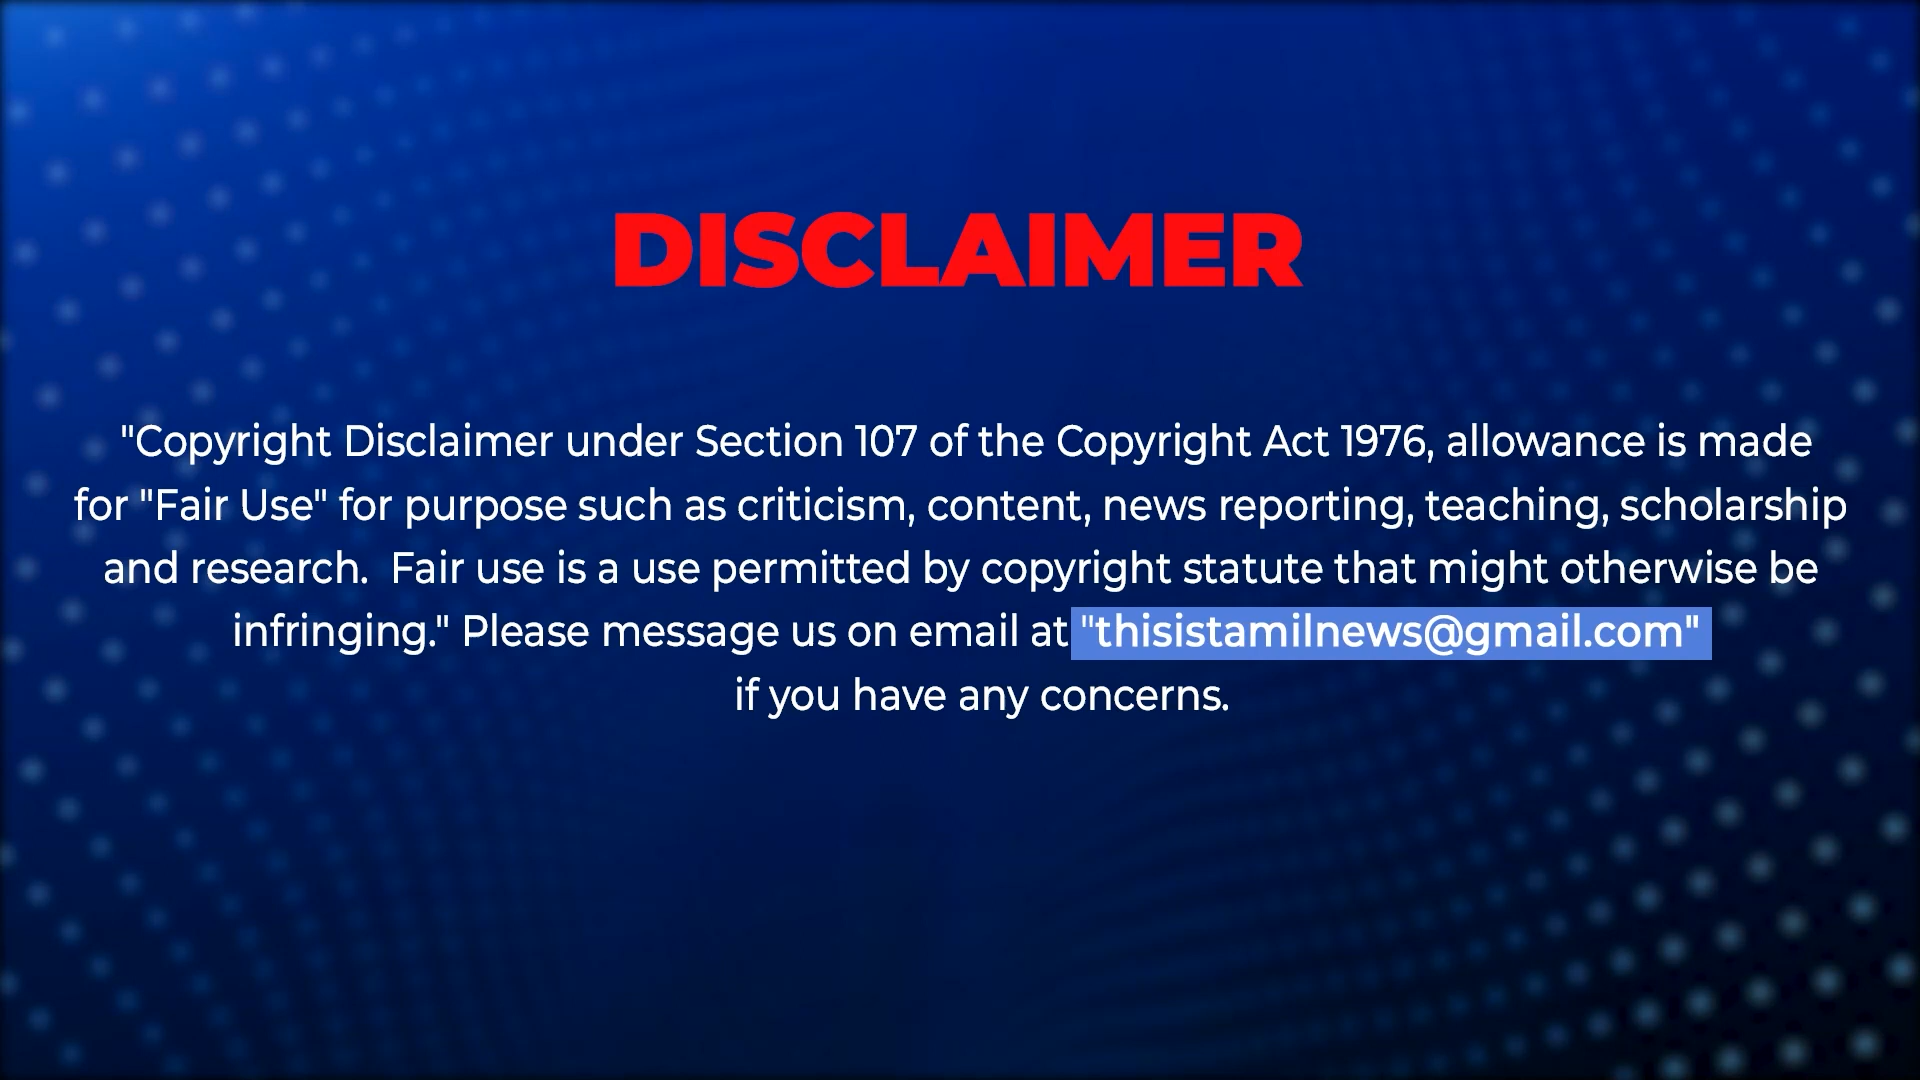 DISCLAIMER
"Copyright Disclaimer under Section 107 of the Copyright Act 1976, allowance is made
for "Fair Use" for purpose such as criticism, content, news reporting, teaching, scholarship
and research.  Fair use is a use permitted by copyright statute that might otherwise be
infringing." Please message us on email at "thisistamilnews@gmail.com"
if you have any concerns.